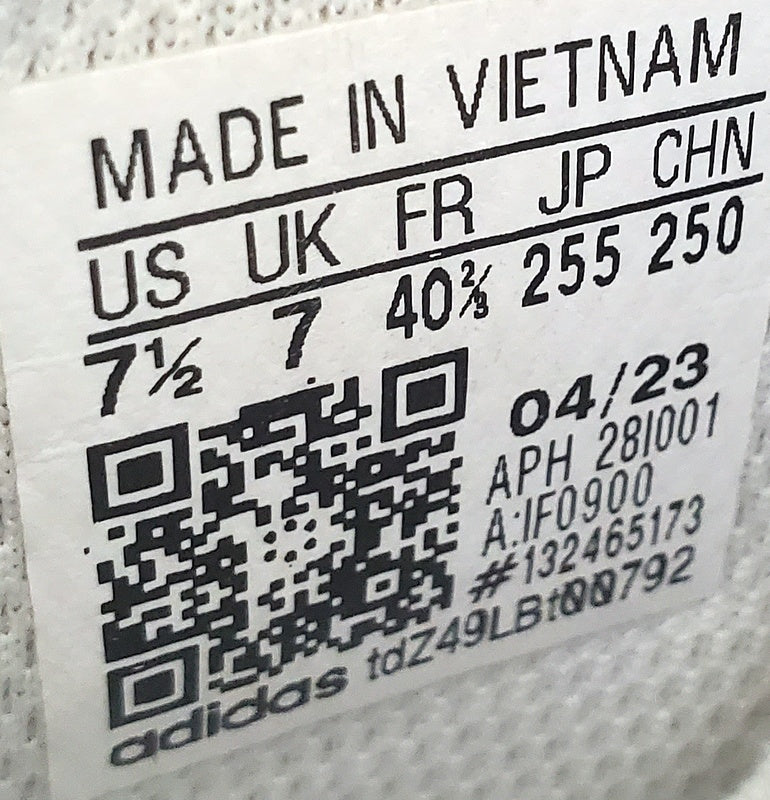 MADE IN VIETNAM
US UK FR JP CHN
7½ 7 40⅔ 255 250
04/23
APH 28I001
A:IF0900
#132465173
adidas tdZ49LBt00792